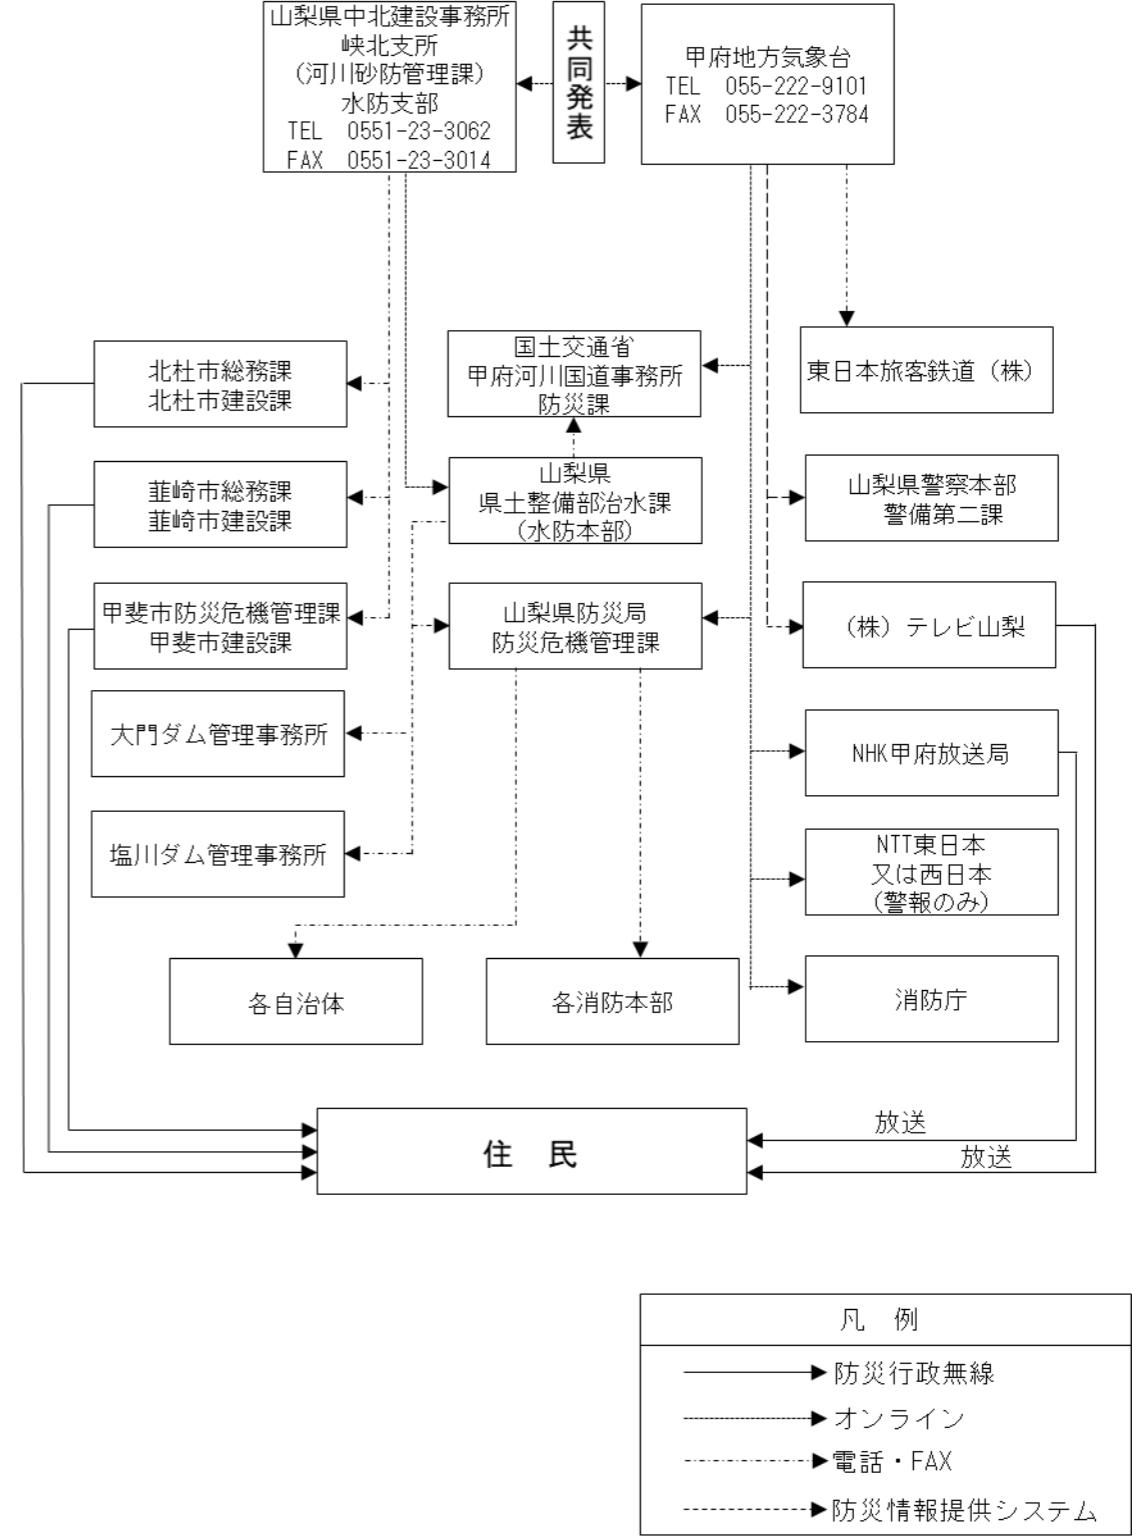 山梨県中北建設事務所
峡北支所
（河川砂防管理課）
水防支部
TEL　0551-23-3062
FAX　0551-23-3014
共同発表
甲府地方気象台
TEL　055-222-9101
FAX　055-222-3784
北杜市総務課
北杜市建設課
国土交通省
甲府河川国道事務所
防災課
東日本旅客鉄道（株）
韮崎市総務課
韮崎市建設課
山梨県
県土整備部治水課
（水防本部）
山梨県警察本部
警備第二課
甲斐市防災危機管理課
甲斐市建設課
山梨県防災局
防災危機管理課
（株）テレビ山梨
大門ダム管理事務所
NHK甲府放送局
塩川ダム管理事務所
NTT東日本
又は西日本
（警報のみ）
各自治体
各消防本部
消防庁
住　民
放送
放送
凡　例
防災行政無線
オンライン
電話・FAX
防災情報提供システム